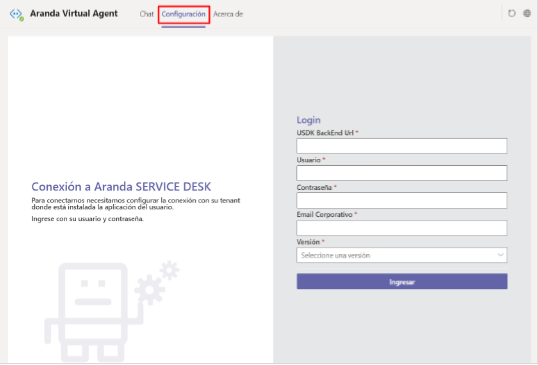 Aranda Virtual Agent
Chat Configuración Acerca de
Conexión a Aranda SERVICE DESK
Para conectarnos necesitamos configurar la conexión con su tenant
donde está instalada la aplicación del usuario.
Ingrese con su usuario y contraseña.
Login
USDK BackEnd Url *
Usuario *
Contraseña *
Email Corporativo *
Versión *
Seleccione una versión
Ingresar